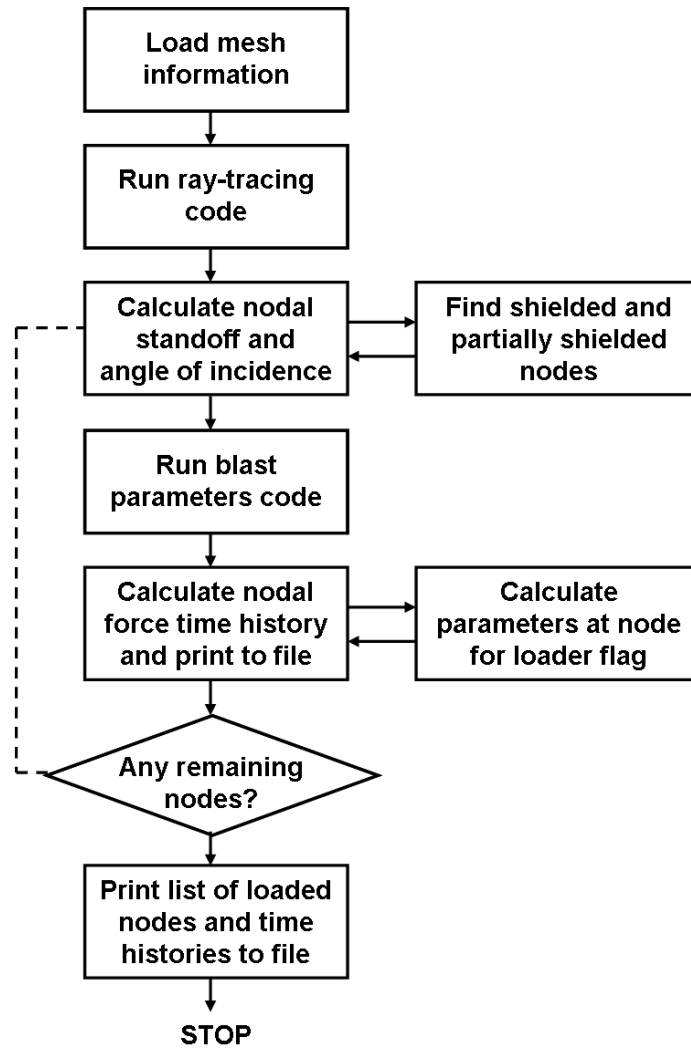 Load mesh
information
Run ray-tracing
code
Calculate nodal
standoff and
angle of incidence
Find shielded and
partially shielded
nodes
Run blast
parameters code
Calculate nodal
force time history
and print to file
Calculate
parameters at node
for loader flag
Any remaining
nodes?
Print list of loaded
nodes and time
histories to file
STOP